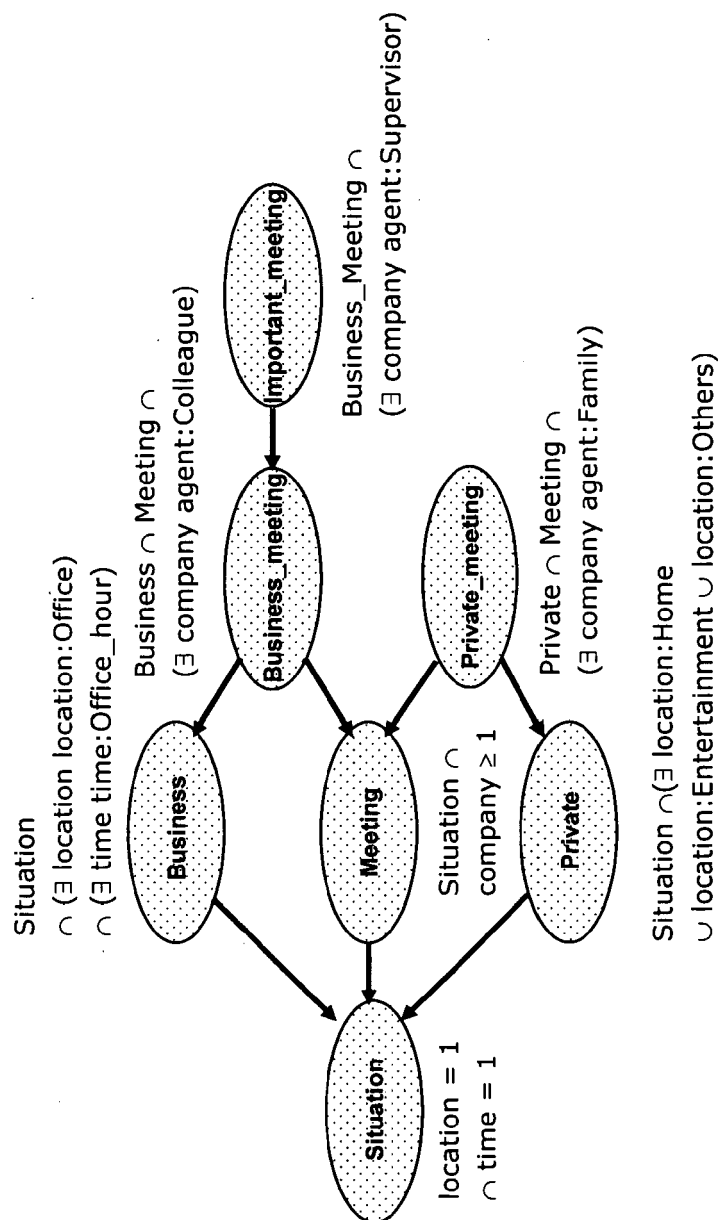 Situation
∩ (∃ location location:Office)
∩ (∃ time time:Office_hour)
Business
Business ∩ Meeting ∩
(∃ company agent:Colleague)
Business_meeting
Important_meeting
Business_Meeting ∩
(∃ company agent:Supervisor)
Situation
location = 1
∩ time = 1
Meeting
Situation ∩
company ≥ 1
Private_meeting
Private ∩ Meeting ∩
(∃ company agent:Family)
Private
Situation ∩(∃ location:Home
∪ location:Entertainment ∪ location:Others)